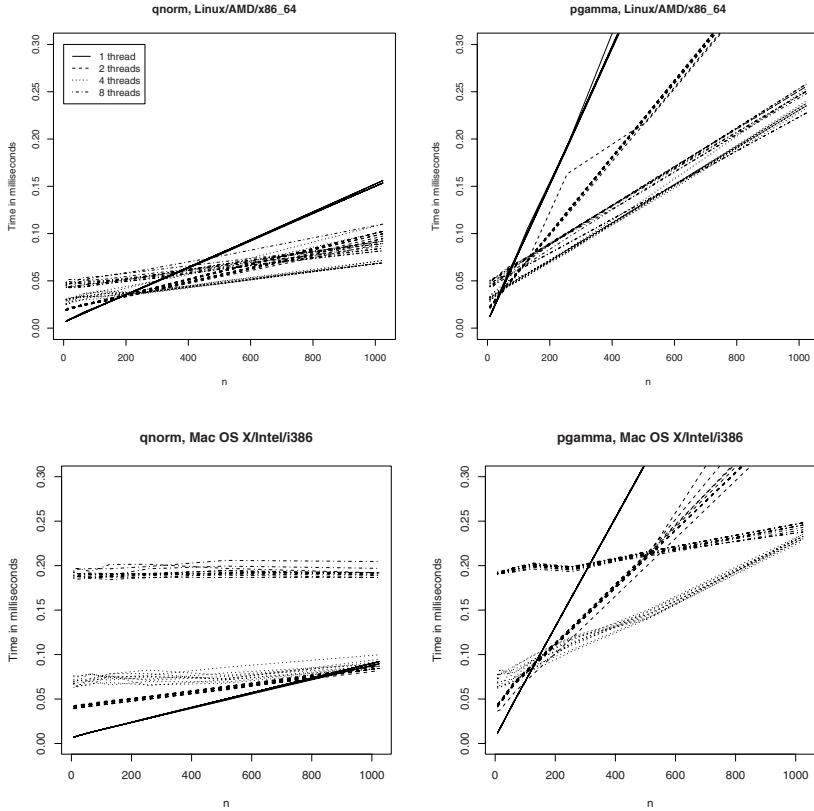 qnorm, Linux/AMD/x86_64
Time in milliseconds
0.00 0.05 0.10 0.15 0.20 0.25 0.30
1 thread
2 threads
4 threads
8 threads
0 200 400 600 800 1000
n
pgamma, Linux/AMD/x86_64
Time in milliseconds
0.00 0.05 0.10 0.15 0.20 0.25 0.30
0 200 400 600 800 1000
n
qnorm, Mac OS X/Intel/i386
Time in milliseconds
0.00 0.05 0.10 0.15 0.20 0.25 0.30
0 200 400 600 800 1000
n
pgamma, Mac OS X/Intel/i386
Time in milliseconds
0.00 0.05 0.10 0.15 0.20 0.25 0.30
0 200 400 600 800 1000
n